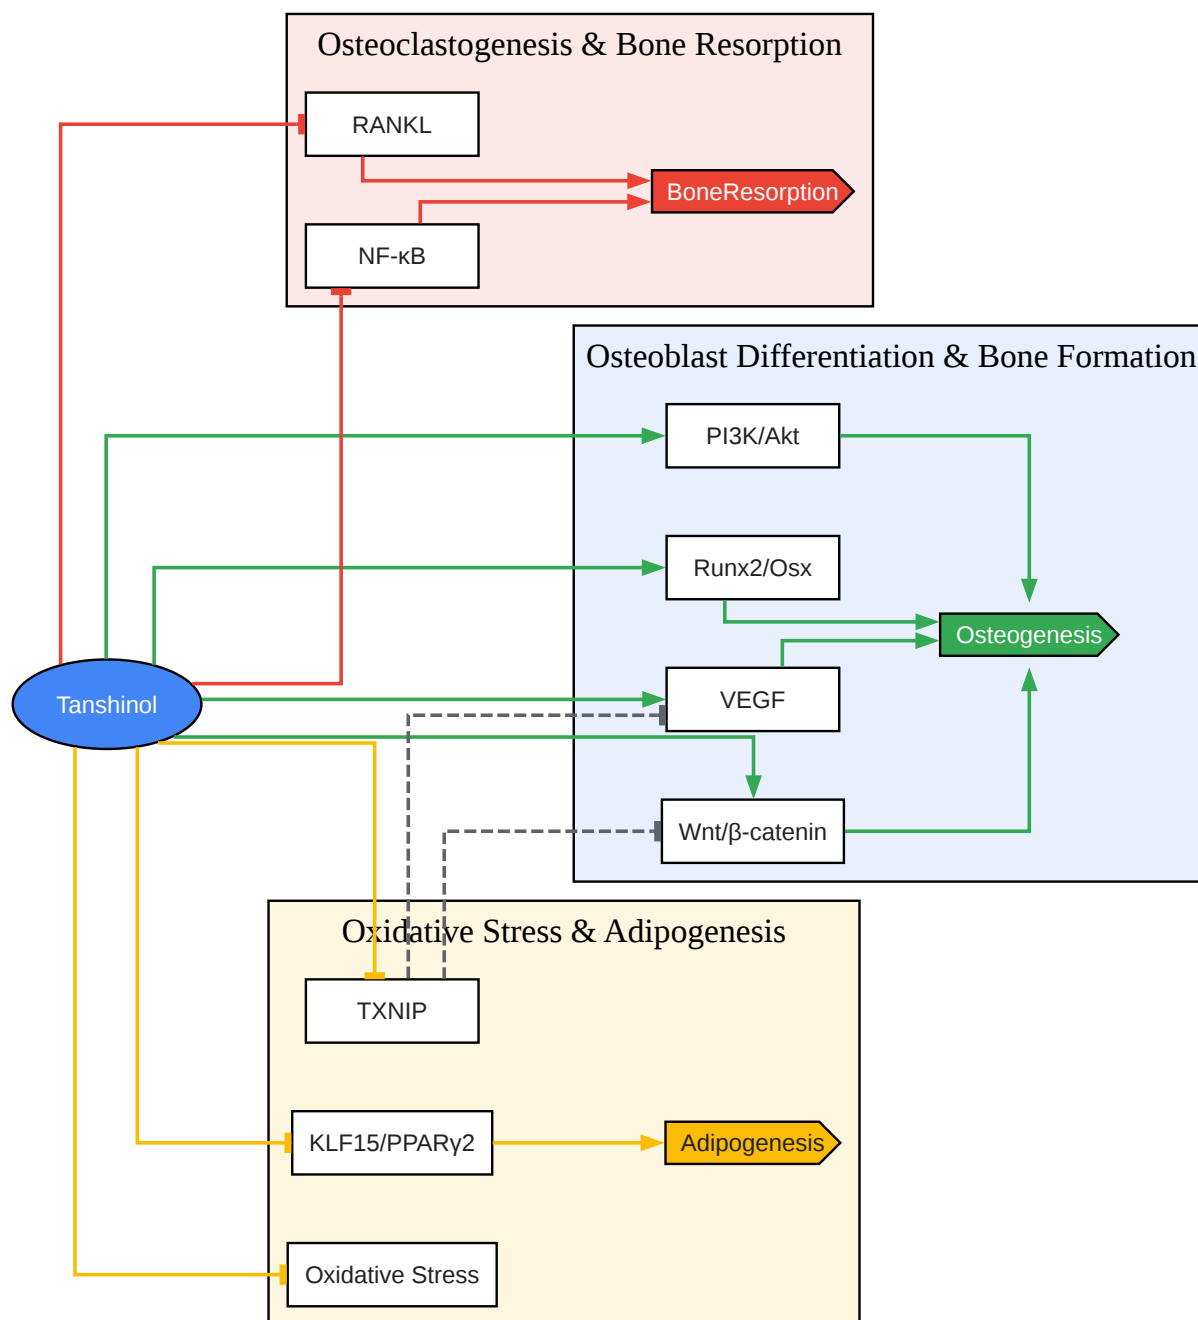 Osteoclastogenesis & Bone Resorption
RANKL
BoneResorption
NF-κB
Osteoblast Differentiation & Bone Formation
PI3K/Akt
Runx2/Osx
Osteogenesis
VEGF
Tanshinol
Wnt/β-catenin
Oxidative Stress & Adipogenesis
TXNIP
KLF15/PPARγ2
Adipogenesis
Oxidative Stress